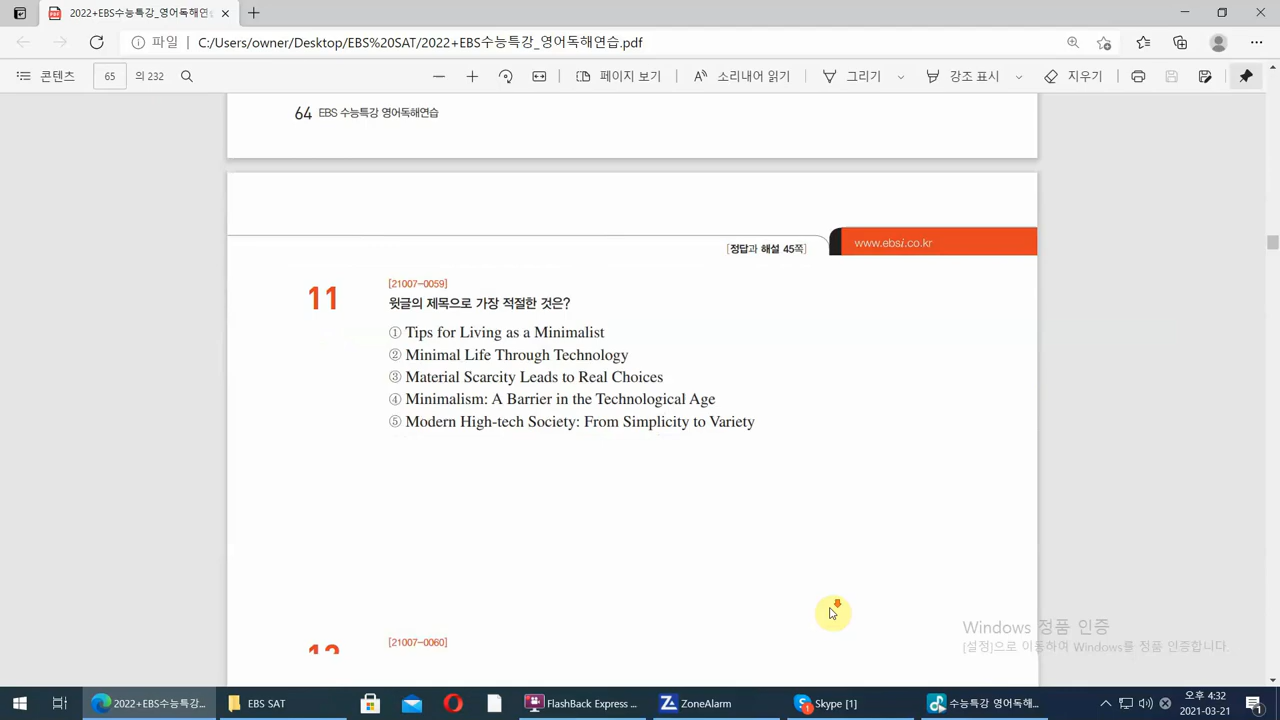 2022+EBS수능특강_영어독해연
파일 C:/Users/owner/Desktop/EBS%20SAT/2022+EBS수능특강_영어독해연습.pdf
콘텐츠 65 의 232 페이지 보기 소리내어 읽기 그리기 강조 표시 지우기
64 EBS 수능특강 영어독해연습
[정답과 해설 45쪽] www.ebsi.co.kr
[21007-0059]
11 윗글의 제목으로 가장 적절한 것은?
① Tips for Living as a Minimalist
② Minimal Life Through Technology
③ Material Scarcity Leads to Real Choices
④ Minimalism: A Barrier in the Technological Age
⑤ Modern High-tech Society: From Simplicity to Variety
[21007-0060]
Windows 정품 인증
[설정]으로 이동하여 Windows를 정품 인증합니다.
2022+EBS수능특강_... EBS SAT FlashBack Express ... ZoneAlarm Skype [1] 수능특강 영어독해... 오후 4:32
2021-03-21